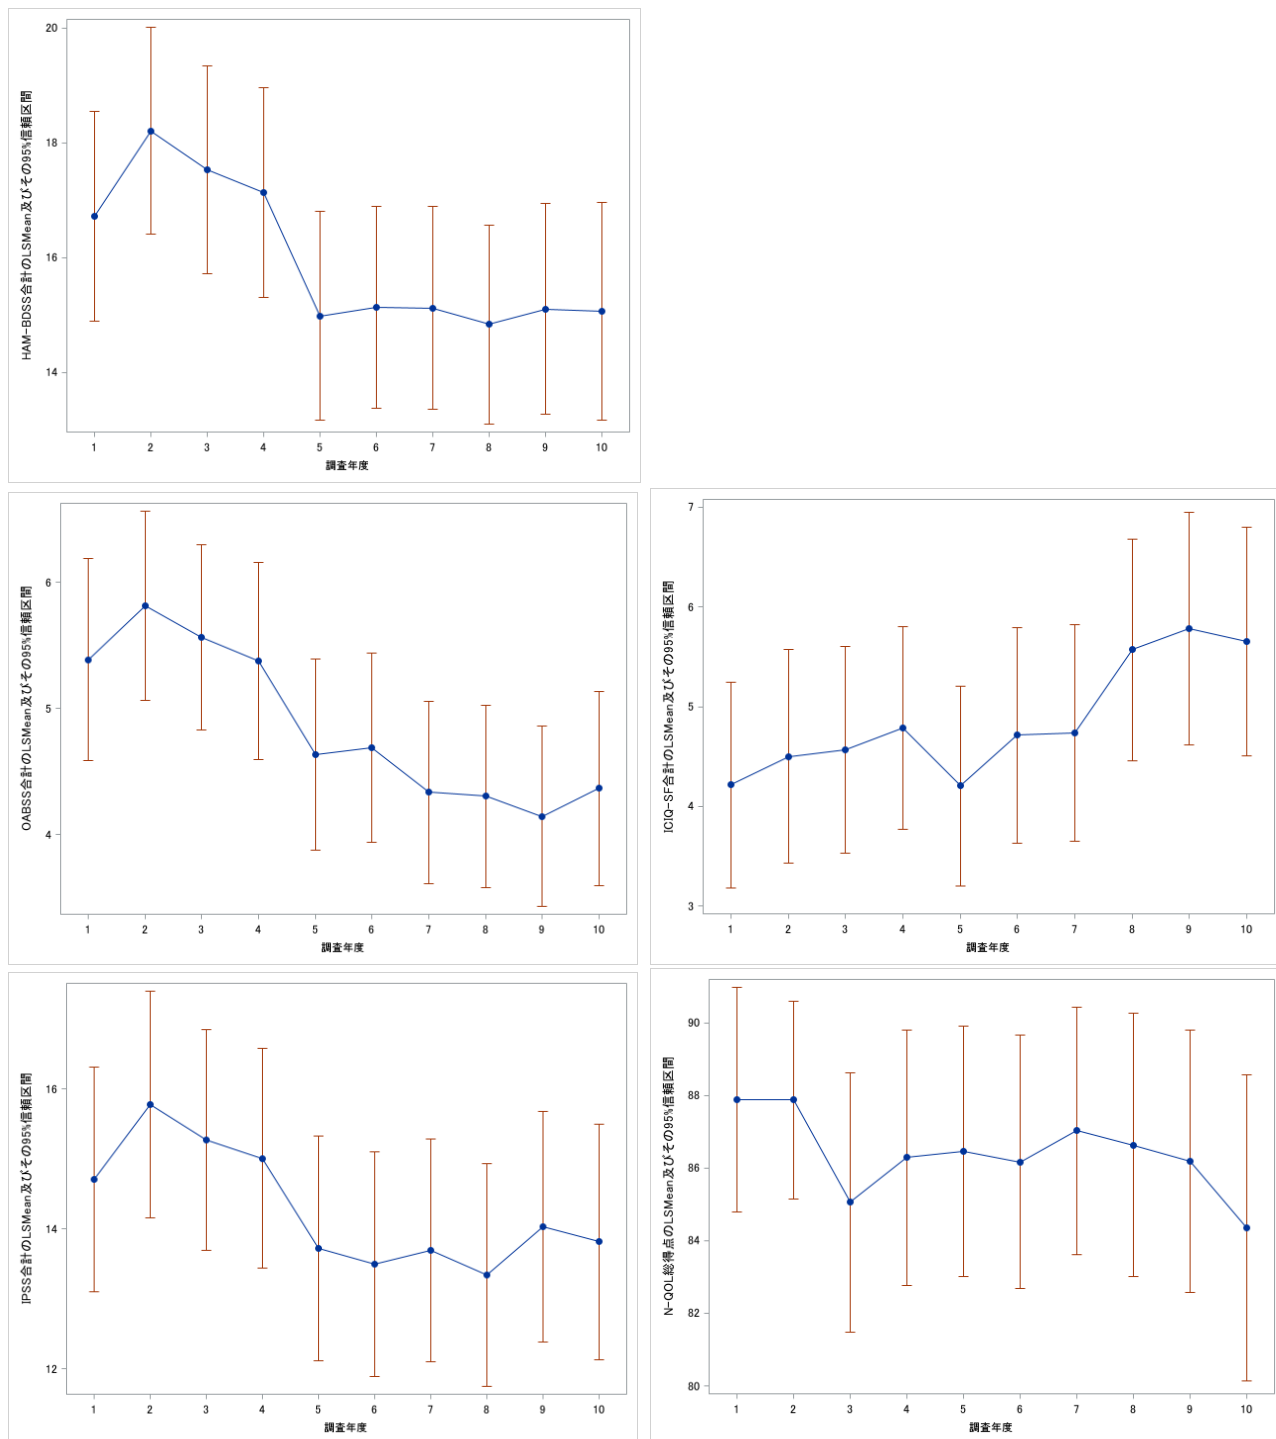 HAM-BDSS合計のLSMean及びその95%信頼区間
20
18
16
14
1 2 3 4 5 6 7 8 9 10
調査年度
OABSS合計のLSMean及びその95%信頼区間
6
5
4
1 2 3 4 5 6 7 8 9 10
調査年度
ICIQ-SF合計のLSMean及びその95%信頼区間
7
6
5
4
3
1 2 3 4 5 6 7 8 9 10
調査年度
IPSS合計のLSMean及びその95%信頼区間
16
14
12
1 2 3 4 5 6 7 8 9 10
調査年度
N-QOL総得点のLSMean及びその95%信頼区間
90
88
86
84
82
80
1 2 3 4 5 6 7 8 9 10
調査年度